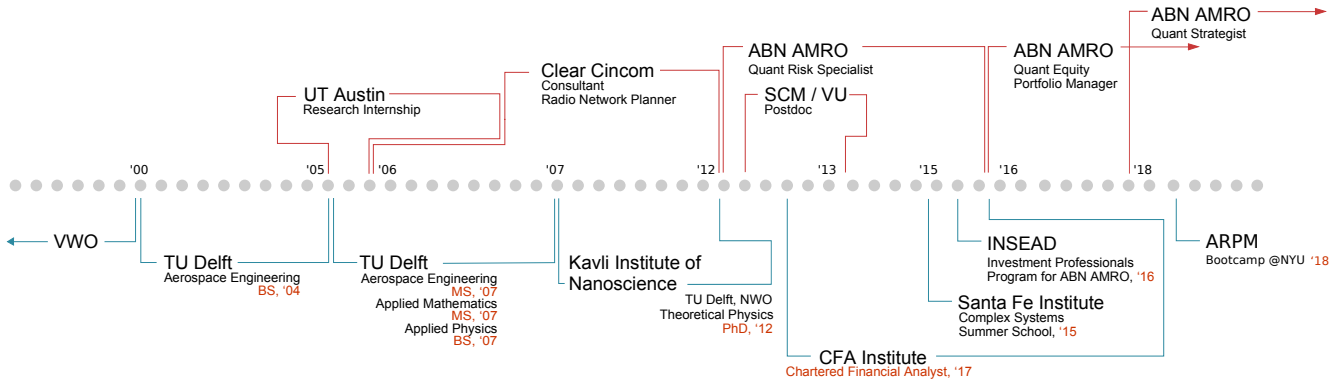 ABN AMRO
Quant Strategist
ABN AMRO
Quant Risk Specialist
ABN AMRO
Quant Equity
Portfolio Manager
Clear Cincom
Consultant
Radio Network Planner
UT Austin
Research Internship
SCM / VU
Postdoc
'00
'05
'06
'07
'12
'13
'15
'16
'18
VWO
TU Delft
Aerospace Engineering
BS, ‘04
TU Delft
Aerospace Engineering
MS, ‘07
Applied Mathematics
MS, ‘07
Applied Physics
BS, ‘07
Kavli Institute of
Nanoscience
TU Delft, NWO
Theoretical Physics
PhD, ‘12
INSEAD
Investment Professionals
Program for ABN AMRO, ‘16
ARPM
Bootcamp @NYU ‘18
Santa Fe Institute
Complex Systems
Summer School, ‘15
CFA Institute
Chartered Financial Analyst, ‘17